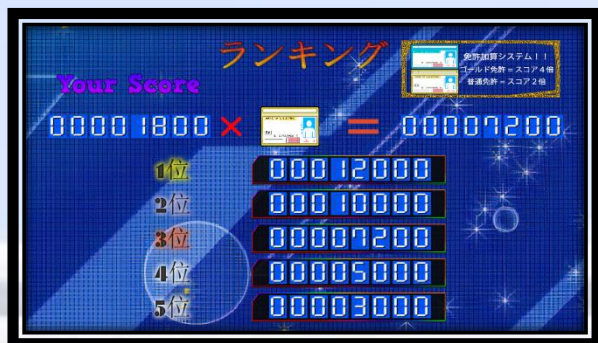 ランキング
免許加算システム！！
ゴールド免許＝スコア４倍
普通免許＝スコア２倍
Your Score
00001800 × = 00007200
1位 00012000
2位 00010000
3位 00007200
4位 00005000
5位 00003000